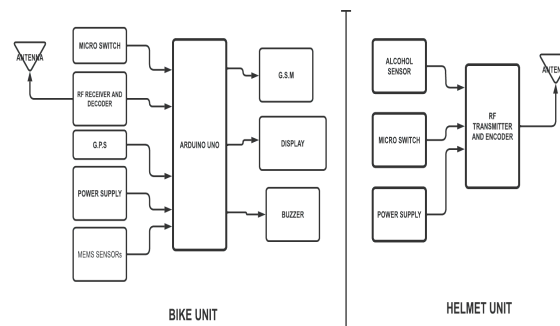 ANTENNA
MICRO SWITCH
RF RECEIVER AND
DECODER
G.P.S
POWER SUPPLY
MEMS SENSORs
ARDUINO UNO
G.S.M
DISPLAY
BUZZER
BIKE UNIT
ALCOHOL
SENSOR
MICRO SWITCH
POWER SUPPLY
RF
TRANSMITTER
AND ENCODER
ANTEN
HELMET UNIT